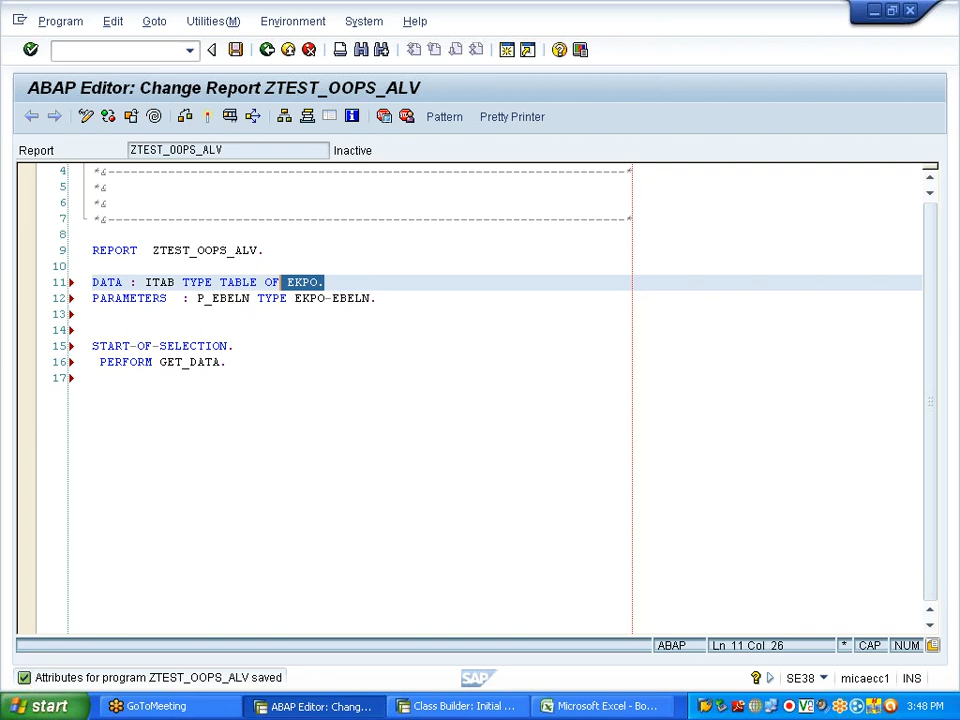 Program Edit Goto Utilities(M) Environment System Help
ABAP Editor: Change Report ZTEST_OOPS_ALV
Pattern Pretty Printer
Report ZTEST_OOPS_ALV Inactive
4 *&---------------------------------------------------------------------*
5 *&
6 *&
7 *&---------------------------------------------------------------------*
8
9 REPORT ZTEST_OOPS_ALV.
10
11 DATA : ITAB TYPE TABLE OF EKPO.
12 PARAMETERS : P_EBELN TYPE EKPO-EBELN.
13
14
15 START-OF-SELECTION.
16 PERFORM GET_DATA.
17
ABAP Ln 11 Col 26 * CAP NUM
Attributes for program ZTEST_OOPS_ALV saved SAP SE38 micaecc1 INS
start GoToMeeting ABAP Editor: Chang... Class Builder: Initial ... Microsoft Excel - Bo... 3:48 PM